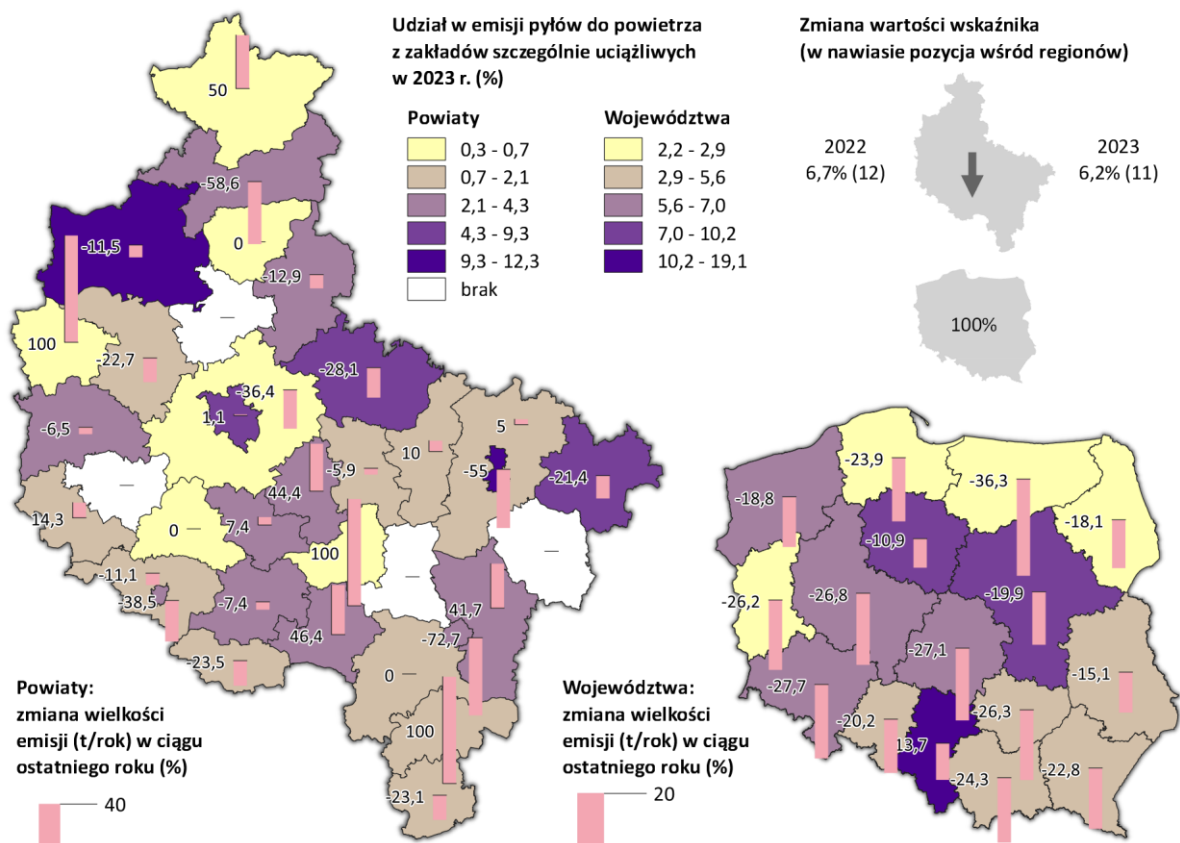 Udział w emisji pyłów do powietrza
z zakładów szczególnie uciążliwych
w 2023 r. (%)
Powiaty
0,3 - 0,7
0,7 - 2,1
2,1 - 4,3
4,3 - 9,3
9,3 - 12,3
brak
Województwa
2,2 - 2,9
2,9 - 5,6
5,6 - 7,0
7,0 - 10,2
10,2 - 19,1
Zmiana wartości wskaźnika
(w nawiasie pozycja wśród regionów)
2022
6,7% (12)
2023
6,2% (11)
100%
50
-58,6
-11,5
0
-12,9
100
-22,7
-28,1
-36,4
1,1
-6,5
5
10
-5,9
-55
-21,4
44,4
14,3
7,4
0
100
-11,1
-38,5
-7,4
46,4
41,7
-72,7
-23,5
0
100
-23,1
Powiaty:
zmiana wielkości
emisji (t/rok) w ciągu
ostatniego roku (%)
40
-23,9
-36,3
-18,8
-18,1
-10,9
-26,2
-26,8
-19,9
-27,1
-27,7
-15,1
-20,2
-26,3
13,7
-24,3
-22,8
Województwa:
zmiana wielkości
emisji (t/rok) w ciągu
ostatniego roku (%)
20